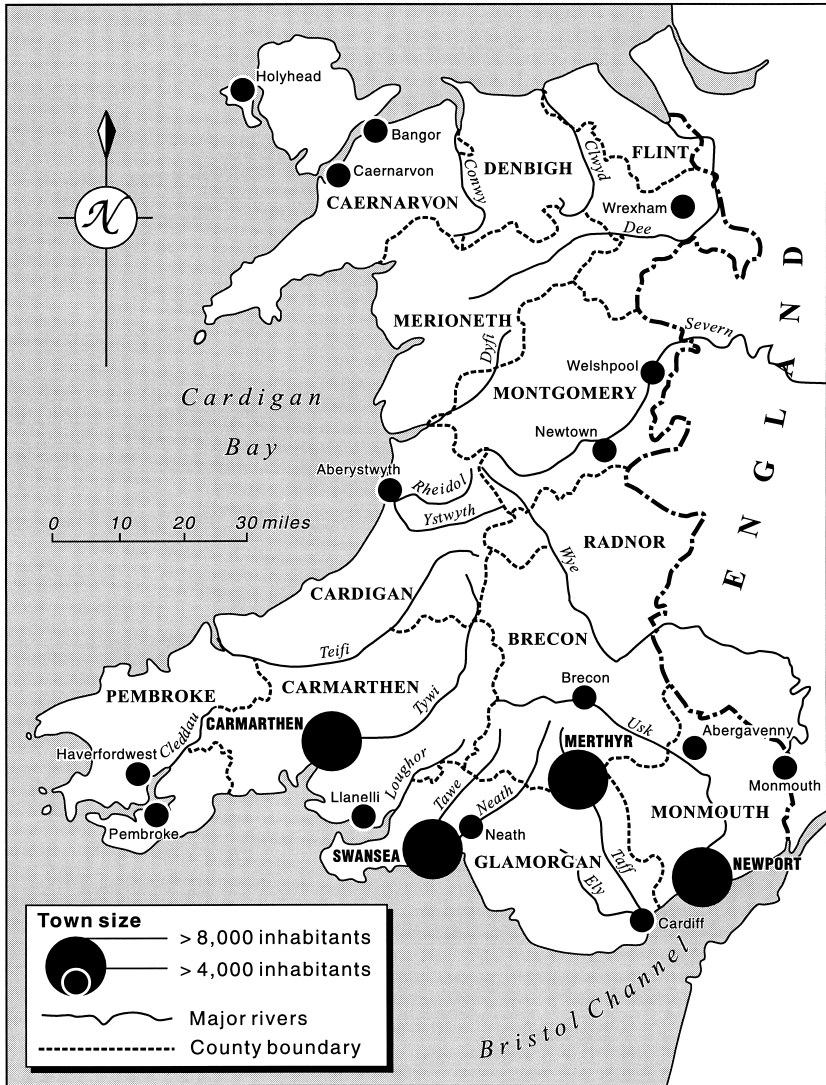 Holyhead
Bangor
Caernarvon
CAERNARVON
Conwy
DENBIGH
Clwyd
FLINT
Wrexham
Dee
N
MERIONETH
Dyfi
Severn
Welshpool
MONTGOMERY
Newtown
ENGLAND
Cardigan
Bay
Aberystwyth
Rheidol
Ystwyth
0 10 20 30 miles
Wye
RADNOR
CARDIGAN
Teifi
BRECON
PEMBROKE
CARMARTHEN
Tywi
CARMARTHEN
Cleddau
Haverfordwest
Pembroke
Brecon
Usk
Abergavenny
Monmouth
MERTHYR
Loughor
Llanelli
Tawe
Neath
Neath
MONMOUTH
SWANSEA
GLAMORGAN
Taff
Ely
NEWPORT
Cardiff
Bristol Channel
Town size
> 8,000 inhabitants
> 4,000 inhabitants
Major rivers
County boundary